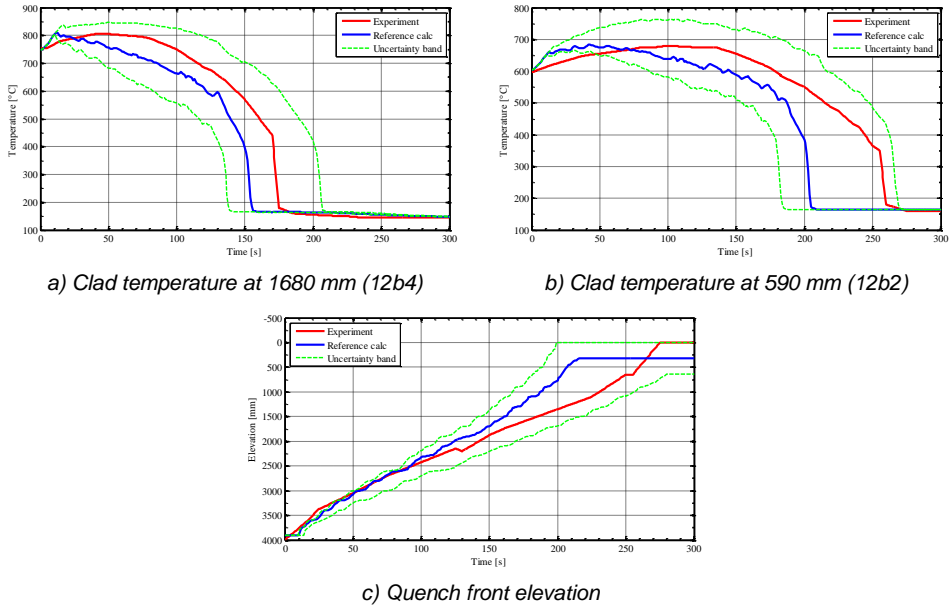 900
800
700
600
500
400
300
200
100
Temperature [°C]
Experiment
Reference calc
Uncertainty band
0 50 100 150 200 250 300
Time [s]
a) Clad temperature at 1680 mm (12b4)
800
700
600
500
400
300
200
100
Temperature [°C]
Experiment
Reference calc
Uncertainty band
0 50 100 150 200 250 300
Time [s]
b) Clad temperature at 590 mm (12b2)
-500
0
500
1000
1500
2000
2500
3000
3500
4000
Elevation [mm]
Experiment
Reference calc
Uncertainty band
0 50 100 150 200 250 300
Time [s]
c) Quench front elevation